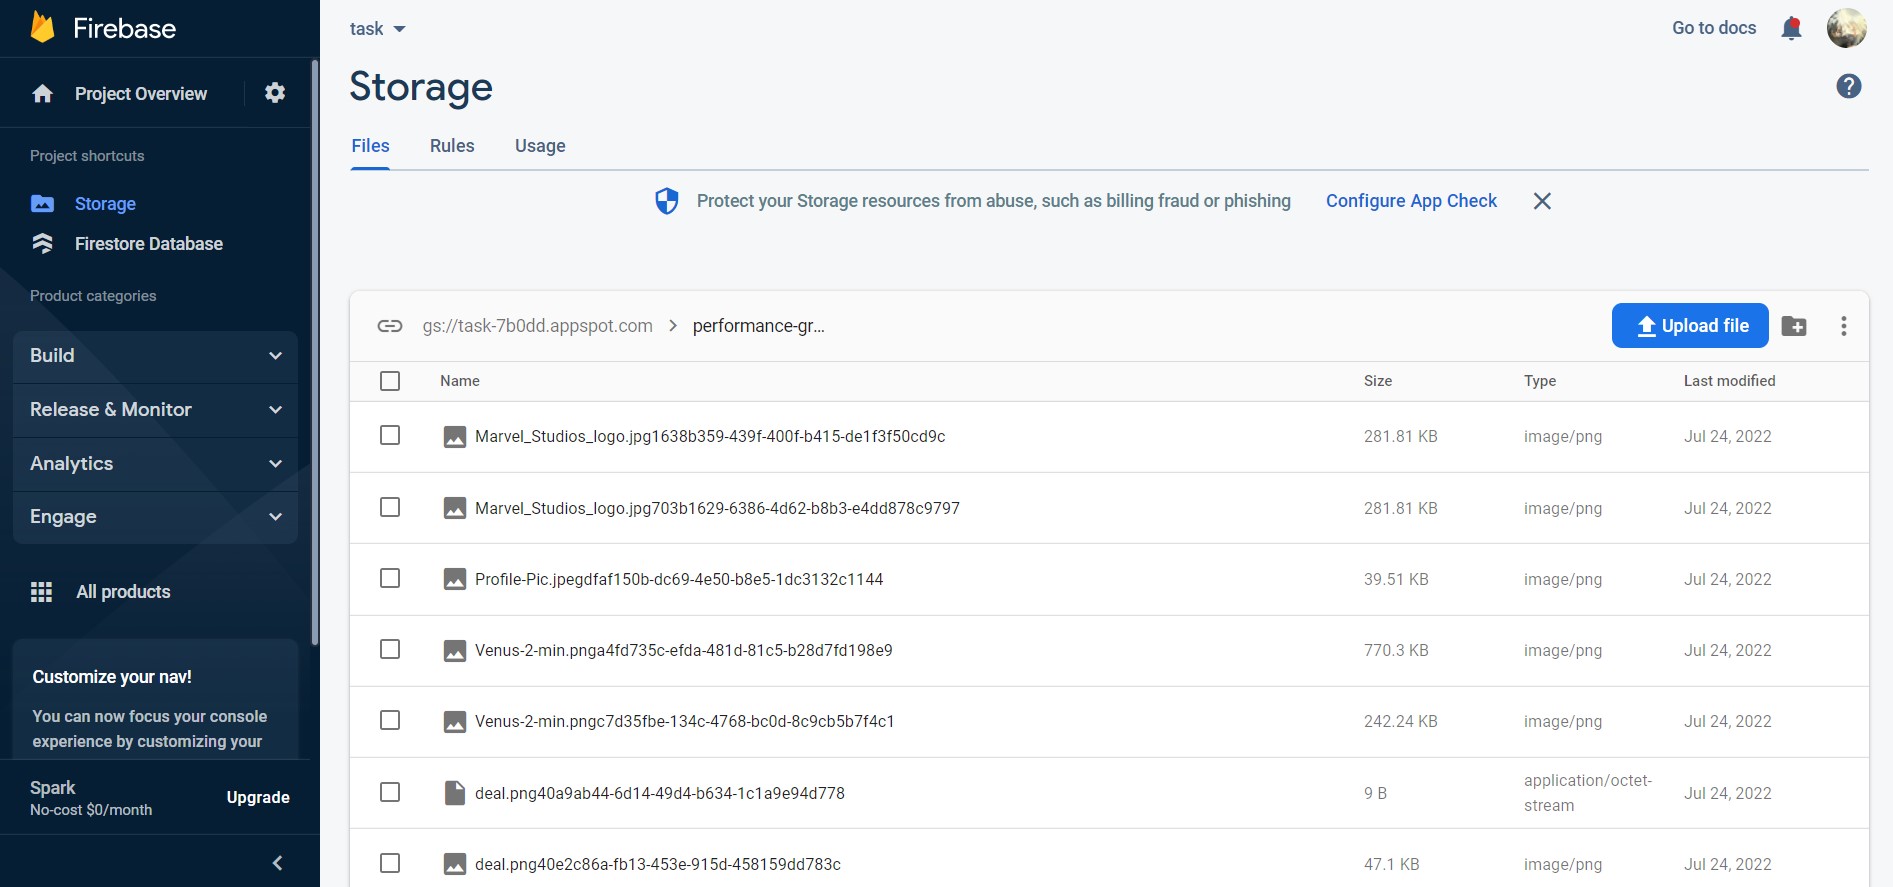 Firebase
Project Overview
Project shortcuts
Storage
Firestore Database
Product categories
Build
Release & Monitor
Analytics
Engage
All products
Customize your nav!
You can now focus your console
experience by customizing your
Spark
No-cost $0/month
Upgrade
task
Go to docs
Storage
Files Rules Usage
Protect your Storage resources from abuse, such as billing fraud or phishing Configure App Check
gs://task-7b0dd.appspot.com > performance-gr...
Upload file
Name Size Type Last modified
Marvel_Studios_logo.jpg1638b359-439f-400f-b415-de1f3f50cd9c 281.81 KB image/png Jul 24, 2022
Marvel_Studios_logo.jpg703b1629-6386-4d62-b8b3-e4dd878c9797 281.81 KB image/png Jul 24, 2022
Profile-Pic.jpegdfaf150b-dc69-4e50-b8e5-1dc3132c1144 39.51 KB image/png Jul 24, 2022
Venus-2-min.pnga4fd735c-efda-481d-81c5-b28d7fd198e9 770.3 KB image/png Jul 24, 2022
Venus-2-min.pngc7d35fbe-134c-4768-bc0d-8c9cb5b7f4c1 242.24 KB image/png Jul 24, 2022
deal.png40a9ab44-6d14-49d4-b634-1c1a9e94d778 9 B application/octet-stream Jul 24, 2022
deal.png40e2c86a-fb13-453e-915d-458159dd783c 47.1 KB image/png Jul 24, 2022